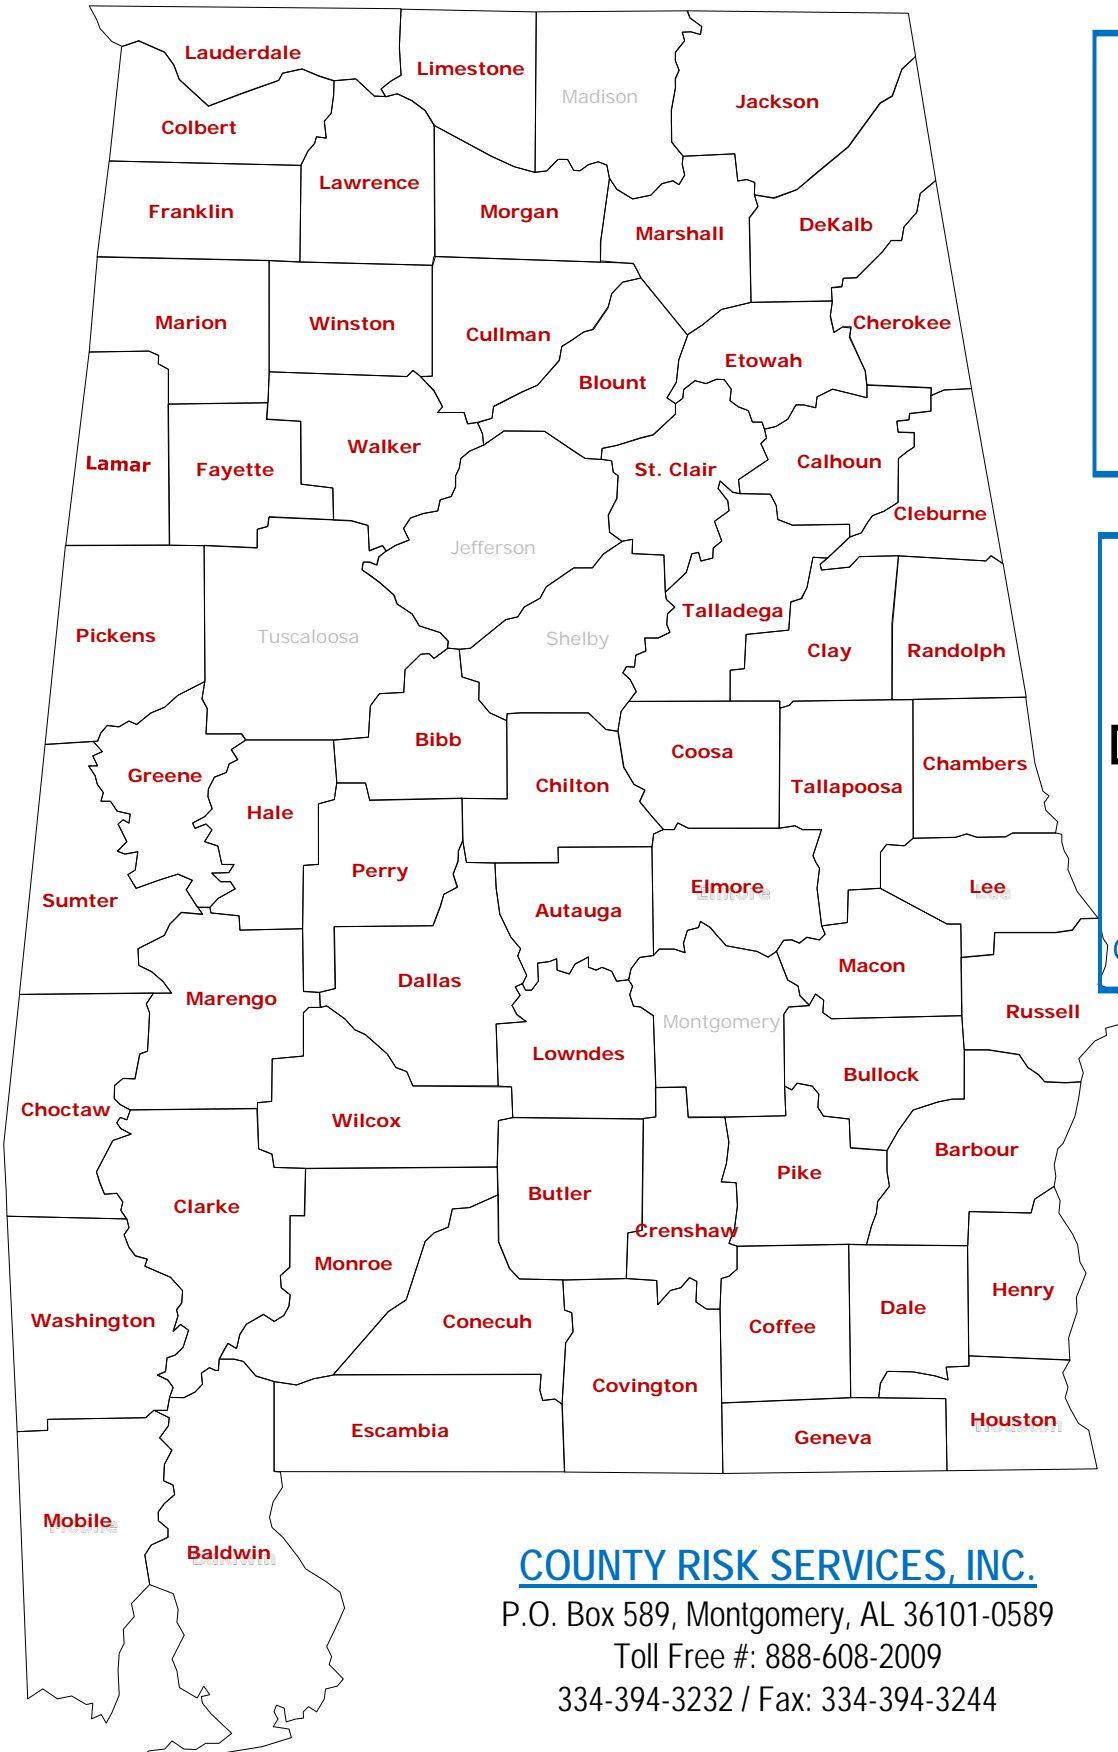 Lauderdale
Limestone
Madison
Jackson
Colbert
Lawrence
Franklin
Morgan
Marshall
DeKalb
Marion
Winston
Cullman
Cherokee
Etowah
Blount
Walker
Lamar
Fayette
St. Clair
Calhoun
Cleburne
Jefferson
Talladega
Pickens
Tuscaloosa
Shelby
Clay
Randolph
Bibb
Coosa
Chambers
Greene
Chilton
Tallapoosa
Hale
Perry
Elmore
Lee
Sumter
Autauga
Macon
Dallas
Marengo
Russell
Montgomery
Lowndes
Bullock
Choctaw
Wilcox
Barbour
Pike
Butler
Clarke
Crenshaw
Monroe
Henry
Dale
Washington
Conecuh
Coffee
Covington
Houston
Escambia
Geneva
Mobile
Baldwin
COUNTY RISK SERVICES, INC.
P.O. Box 589, Montgomery, AL 36101-0589
Toll Free #: 888-608-2009
334-394-3232 / Fax: 334-394-3244